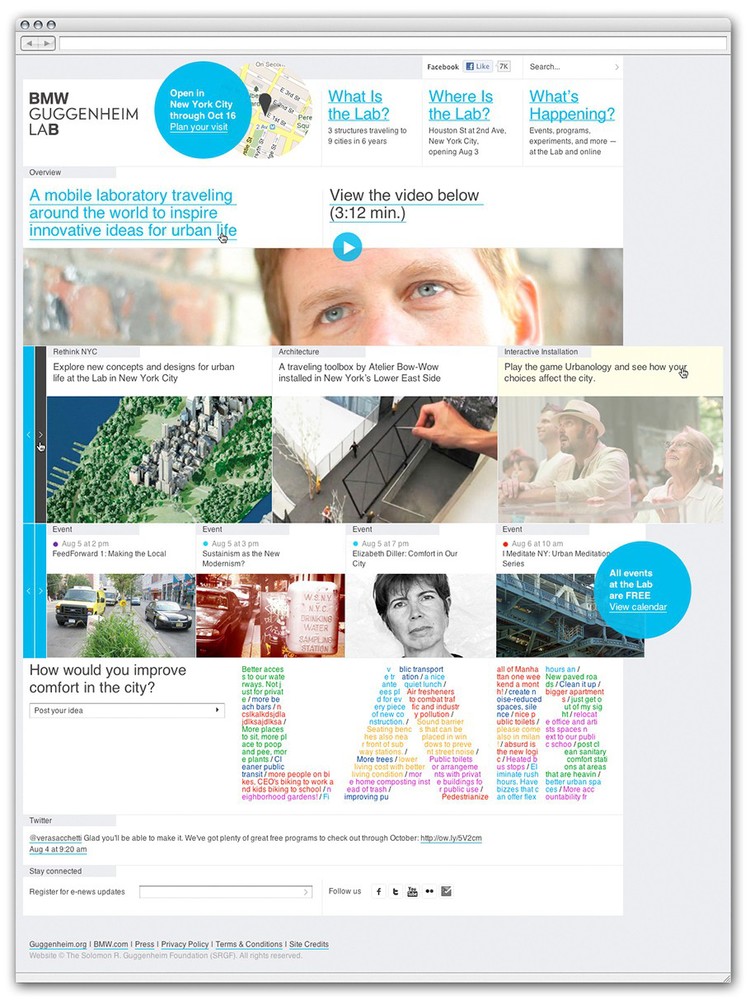 Facebook
Like
7K
Search...
BMW
GUGGENHEIM
LAB
Open in
New York City
through Oct 16
Plan your visit
On Secou
E 3rd St
2 Av
What Is
the Lab?
3 structures traveling to
9 cities in 6 years
Where Is
the Lab?
Houston St at 2nd Ave,
New York City,
opening Aug 3
What's
Happening?
Events, programs,
experiments, and more —
at the Lab and online
Overview
A mobile laboratory traveling
around the world to inspire
innovative ideas for urban life
View the video below
(3:12 min.)
Rethink NYC
Explore new concepts and designs for urban
life at the Lab in New York City
Architecture
A traveling toolbox by Atelier Bow-Wow
installed in New York's Lower East Side
Interactive Installation
Play the game Urbanology and see how your
choices affect the city.
Event
Aug 5 at 2 pm
FeedForward 1: Making the Local
Event
Aug 5 at 3 pm
Sustainism as the New
Modernism?
Event
Aug 5 at 7 pm
Elizabeth Diller: Comfort in Our
City
Event
Aug 6 at 10 am
I Meditate NY: Urban Meditation
Series
All events
at the Lab
are FREE
View calendar
W.C.N.Y.
N.Y.C.
DRINKING
WATER
SAMPLING
STATION
How would you improve
comfort in the city?
Post your idea
Better acces
s to our wate
rways. Not j
ust for privat
e / more be
ach bars / n
cslkalkdsjdla
jdlksajdlksa /
More places
to sit, more pl
ace to poop
and pee, mor
e plants / Cl
eaner public
transit / more people on bi
kes, CEO's biking to work a
nd kids biking to school / n
eighborhood gardens! / Fi
v blic transport
e tr ation / a nice
ante quiet lunch /
ees pl Air fresheners
d for ev to combat traf
ery piece fic and industr
of new co y pollution /
nstruction. / Sound barrier
Seating benc s that can be
hes also nea placed in win
r front of sub dows to preve
way stations. / nt street noise /
More trees / lower Public toilets
living cost with better or arrangeme
living condition / mor nts with privat
e home composting inst e buildings fo
ead of trash / r public use /
improving pu Pedestrianize
all of Manha hours an /
ttan one wee New paved roa
kend a mont ds / Clean it up /
h! / create n bigger apartment
oise-reduced s / just get o
spaces, sile ut of my sig
nce / nice p ht / relocat
ublic toilets / e office and arti
please come sts spaces n
also in milan ext to our publi
! / absurd is c schoo / post cl
the new logi ean sanitary
c / Heated b comfort stati
us stops / El ons at areas
iminate rush that are heavin /
hours. Have better urban spa
bizzes that c ces / More acc
an offer flex ountability fr
Twitter
@verasacchetti Glad you'll be able to make it. We've got plenty of great free programs to check out through October: http://ow.ly/5V2cm
Aug 4 at 9:20 am
Stay connected
Register for e-news updates
Follow us
You
Tube
Guggenheim.org | BMW.com | Press | Privacy Policy | Terms & Conditions | Site Credits
Website © The Solomon R. Guggenheim Foundation (SRGF). All rights reserved.